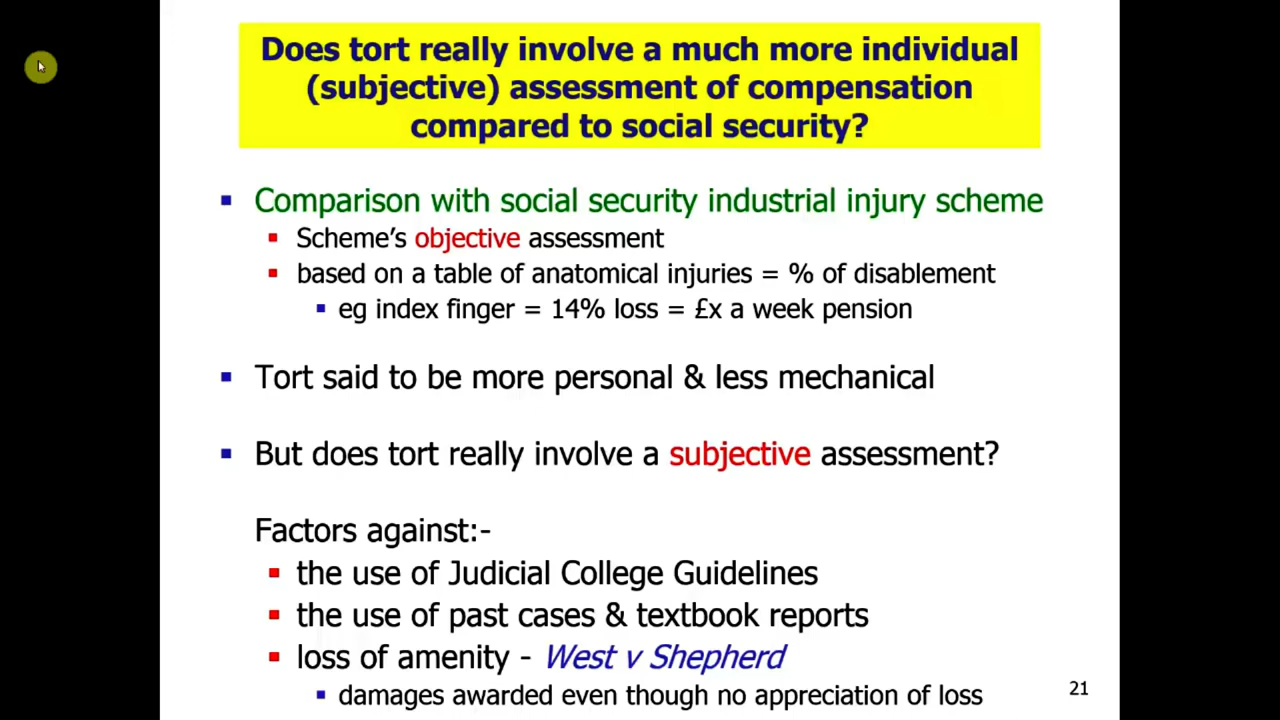 Does tort really involve a much more individual
(subjective) assessment of compensation
compared to social security?
▪ Comparison with social security industrial injury scheme
▪ Scheme's objective assessment
▪ based on a table of anatomical injuries = % of disablement
▪ eg index finger = 14% loss = £x a week pension
▪ Tort said to be more personal & less mechanical
▪ But does tort really involve a subjective assessment?
Factors against:-
▪ the use of Judicial College Guidelines
▪ the use of past cases & textbook reports
▪ loss of amenity - West v Shepherd
▪ damages awarded even though no appreciation of loss
21